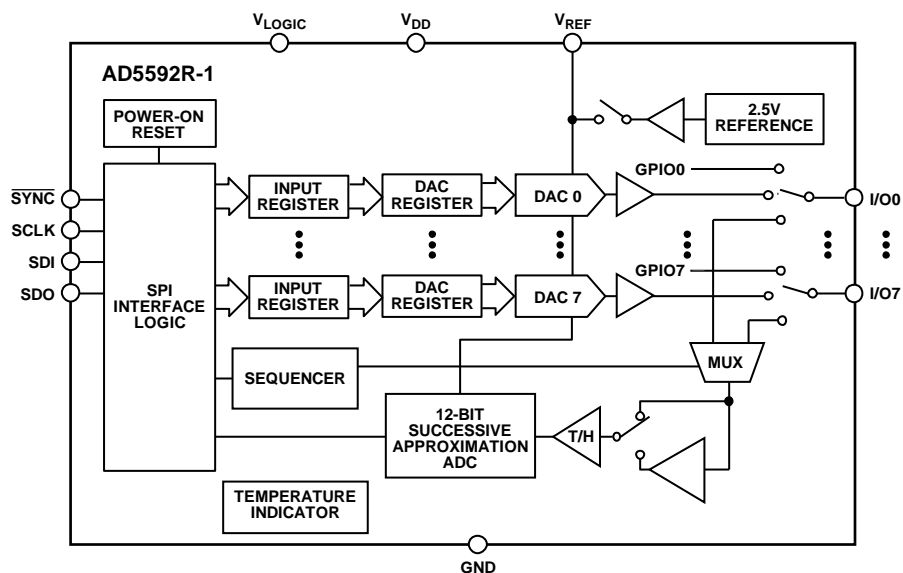 VLOGIC
VDD
VREF
AD5592R-1
POWER-ON
RESET
2.5V
REFERENCE
GPIO0
SYNC
SCLK
SDI
SDO
SPI
INTERFACE
LOGIC
INPUT
REGISTER
DAC
REGISTER
DAC 0
I/O0
INPUT
REGISTER
DAC
REGISTER
DAC 7
GPIO7
I/O7
SEQUENCER
MUX
12-BIT
SUCCESSIVE
APPROXIMATION
ADC
T/H
TEMPERATURE
INDICATOR
GND